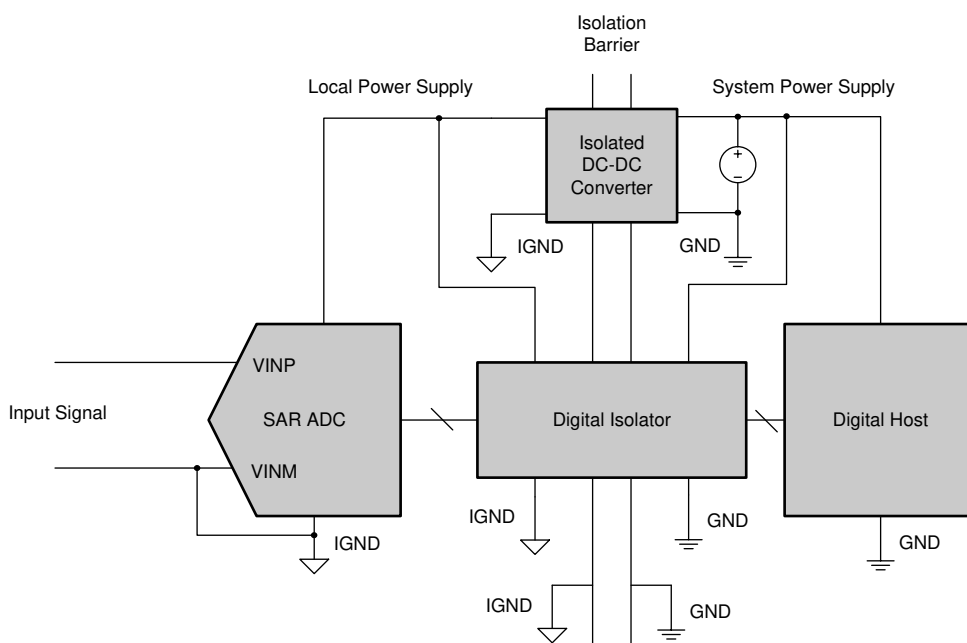 Isolation
Barrier
Local Power Supply
System Power Supply
Isolated
DC-DC
Converter
+
−
IGND
GND
VINP
Input Signal
SAR ADC
Digital Isolator
Digital Host
VINM
IGND
IGND
GND
GND
IGND
GND